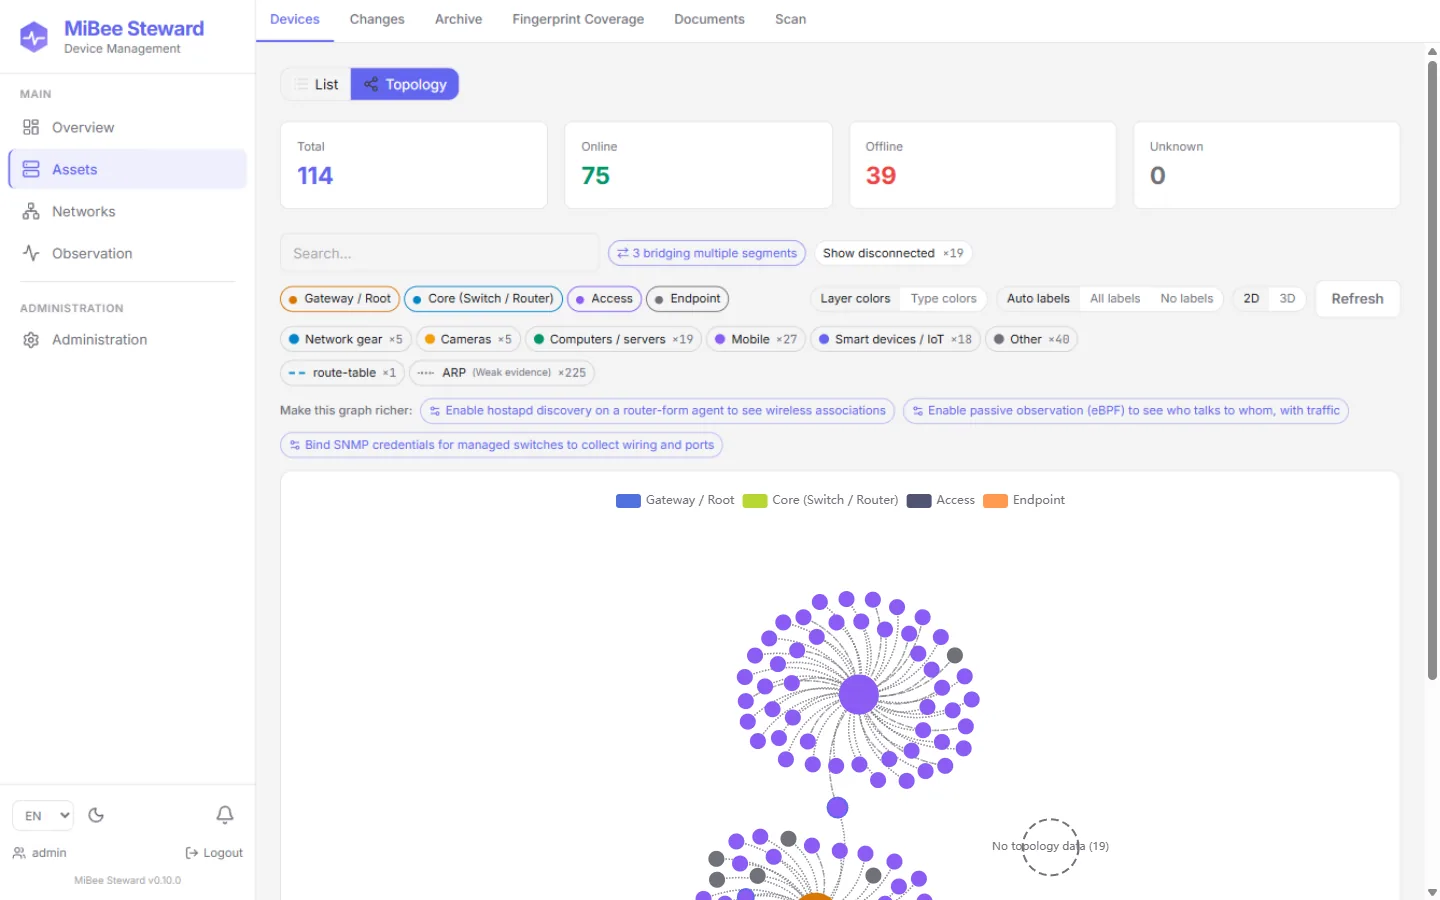 MiBee Steward
Device Management
MAIN
Overview
Assets
Networks
Observation
ADMINISTRATION
Administration
EN
admin
Logout
MiBee Steward v0.10.0
Devices Changes Archive Fingerprint Coverage Documents Scan
List Topology
Total Online Offline Unknown
114 75 39 0
Search... 3 bridging multiple segments Show disconnected ×19
Gateway / Root Core (Switch / Router) Access Endpoint Layer colors Type colors Auto labels All labels No labels 2D 3D Refresh
Network gear ×5 Cameras ×5 Computers / servers ×19 Mobile ×27 Smart devices / IoT ×18 Other ×40
route-table ×1 ARP (Weak evidence) ×225
Make this graph richer: Enable hostapd discovery on a router-form agent to see wireless associations Enable passive observation (eBPF) to see who talks to whom, with traffic
Bind SNMP credentials for managed switches to collect wiring and ports
Gateway / Root Core (Switch / Router) Access Endpoint
No topology data (19)